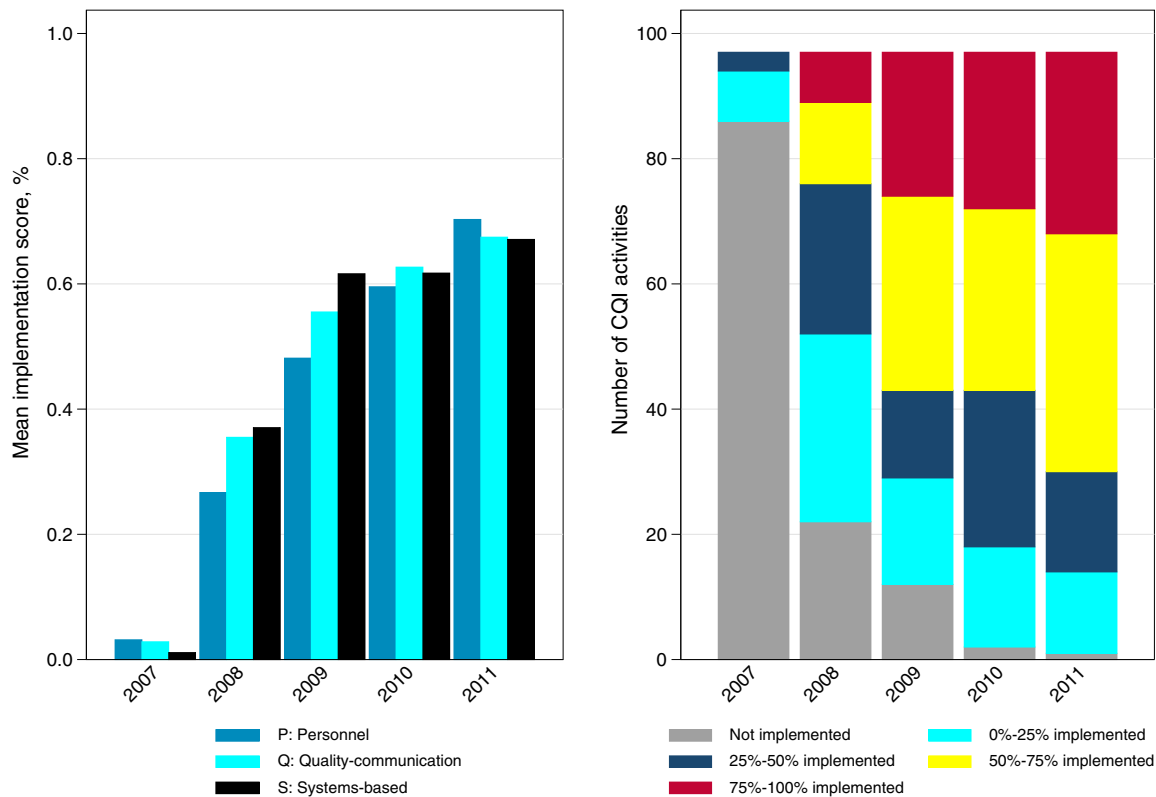 Mean implementation score, %
1.0
0.8
0.6
0.4
0.2
0.0
2007
2008
2009
2010
2011
P: Personnel
Q: Quality-communication
S: Systems-based
Number of CQI activities
100
80
60
40
20
0
2007
2008
2009
2010
2011
Not implemented
0%-25% implemented
25%-50% implemented
50%-75% implemented
75%-100% implemented